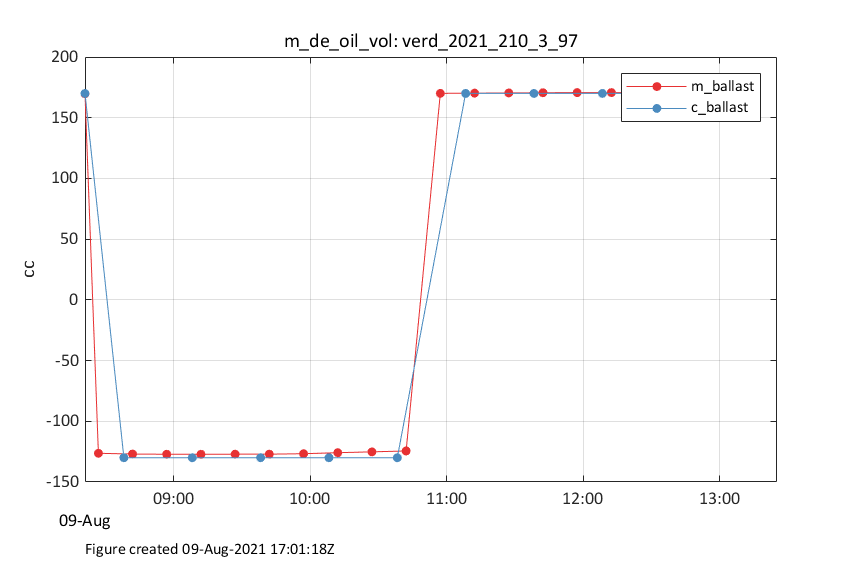 m_de_oil_vol: verd_2021_210_3_97
200
150
100
50
0
-50
-100
-150
cc
m_ballast
c_ballast
09:00
10:00
11:00
12:00
13:00
09-Aug
Figure created 09-Aug-2021 17:01:18Z